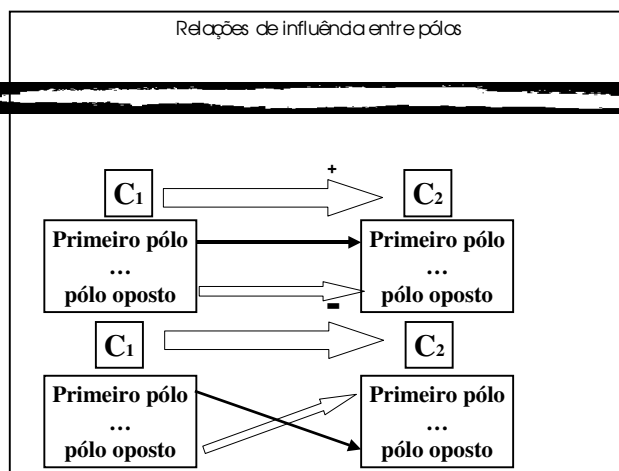 Relações de influência entre pólos
+
C1 C2
Primeiro pólo Primeiro pólo
... ...
pólo oposto pólo oposto
-
C1 C2
Primeiro pólo Primeiro pólo
... ...
pólo oposto pólo oposto